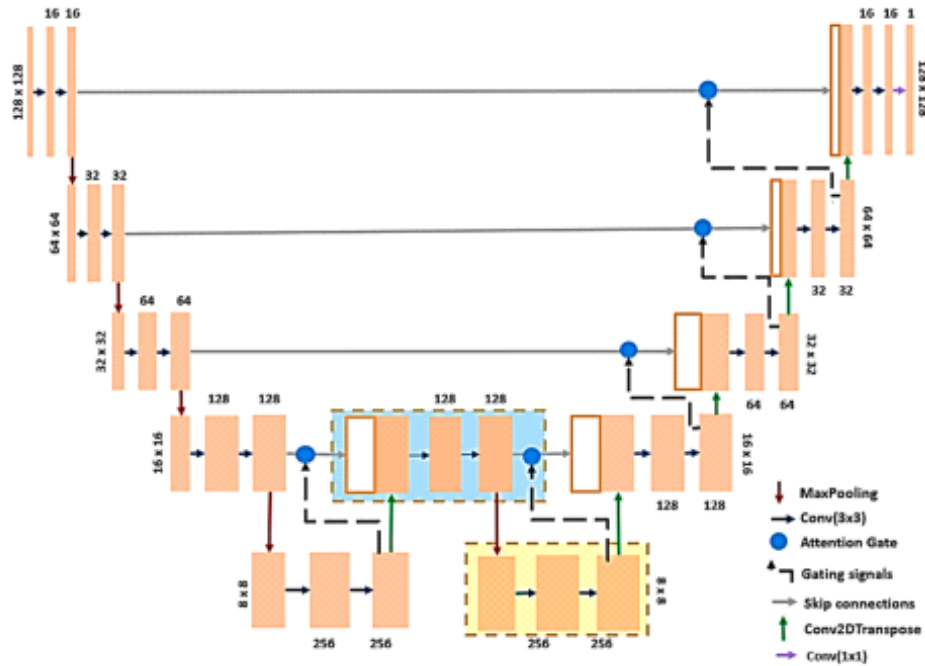 16 16
16 16 1
128 x 128
128 x 128
32 32
64 x 64
64 x 64
32 32
64 64
32 x 32
32 x 32
64 64
128 128
128 128
16 x 16
16 x 16
128 128
8 x 8
8 x 8
256 256
256 256
MaxPooling
Conv(3x3)
Attention Gate
Gating signals
Skip connections
Conv2DTranspose
Conv(1x1)